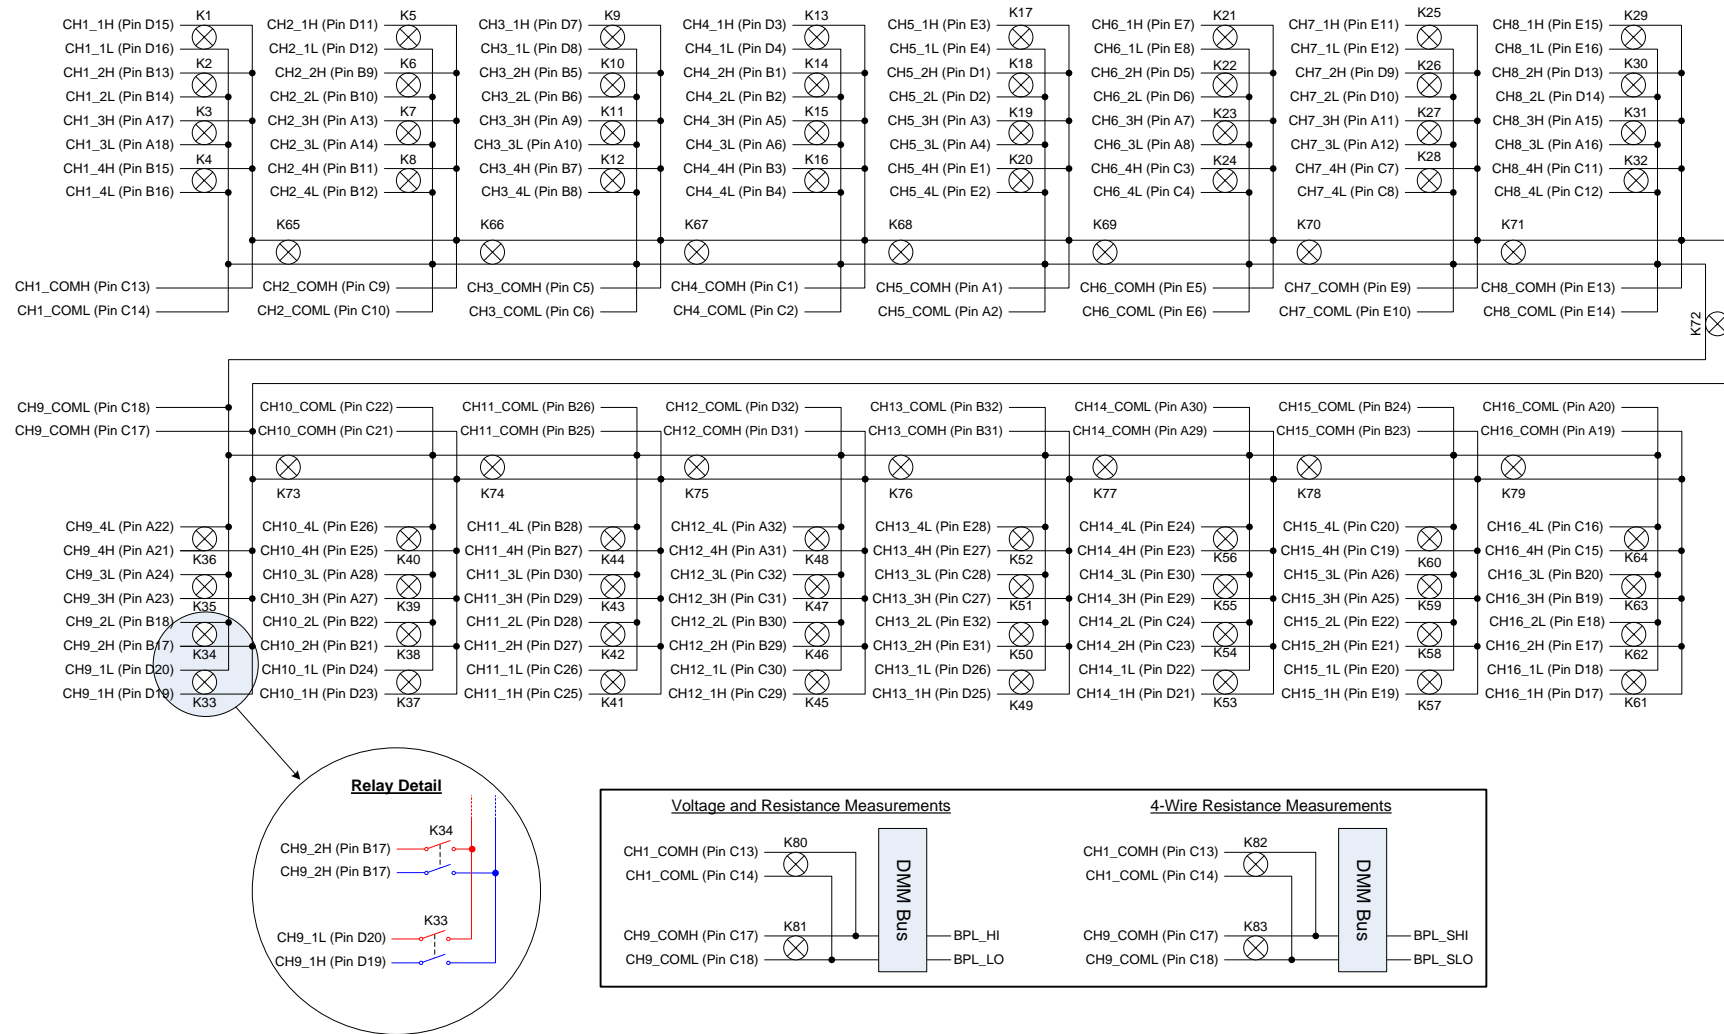 K1 K5 K9 K13 K17 K21 K25 K29
CH1_1H (Pin D15) CH2_1H (Pin D11) CH3_1H (Pin D7) CH4_1H (Pin D3) CH5_1H (Pin E3) CH6_1H (Pin E7) CH7_1H (Pin E11) CH8_1H (Pin E15)
CH1_1L (Pin D16) CH2_1L (Pin D12) CH3_1L (Pin D8) CH4_1L (Pin D4) CH5_1L (Pin E4) CH6_1L (Pin E8) CH7_1L (Pin E12) CH8_1L (Pin E16)
K2 K6 K10 K14 K18 K22 K26 K30
CH1_2H (Pin B13) CH2_2H (Pin B9) CH3_2H (Pin B5) CH4_2H (Pin B1) CH5_2H (Pin D1) CH6_2H (Pin D5) CH7_2H (Pin D9) CH8_2H (Pin D13)
CH1_2L (Pin B14) CH2_2L (Pin B10) CH3_2L (Pin B6) CH4_2L (Pin B2) CH5_2L (Pin D2) CH6_2L (Pin D6) CH7_2L (Pin D10) CH8_2L (Pin D14)
K3 K7 K11 K15 K19 K23 K27 K31
CH1_3H (Pin A17) CH2_3H (Pin A13) CH3_3H (Pin A9) CH4_3H (Pin A5) CH5_3H (Pin A3) CH6_3H (Pin A7) CH7_3H (Pin A11) CH8_3H (Pin A15)
CH1_3L (Pin A18) CH2_3L (Pin A14) CH3_3L (Pin A10) CH4_3L (Pin A6) CH5_3L (Pin A4) CH6_3L (Pin A8) CH7_3L (Pin A12) CH8_3L (Pin A16)
K4 K8 K12 K16 K20 K24 K28 K32
CH1_4H (Pin B15) CH2_4H (Pin B11) CH3_4H (Pin B7) CH4_4H (Pin B3) CH5_4H (Pin E1) CH6_4H (Pin C3) CH7_4H (Pin C7) CH8_4H (Pin C11)
CH1_4L (Pin B16) CH2_4L (Pin B12) CH3_4L (Pin B8) CH4_4L (Pin B4) CH5_4L (Pin E2) CH6_4L (Pin C4) CH7_4L (Pin C8) CH8_4L (Pin C12)
K65 K66 K67 K68 K69 K70 K71
CH1_COMH (Pin C13) CH2_COMH (Pin C9) CH3_COMH (Pin C5) CH4_COMH (Pin C1) CH5_COMH (Pin A1) CH6_COMH (Pin E5) CH7_COMH (Pin E9) CH8_COMH (Pin E13)
CH1_COML (Pin C14) CH2_COML (Pin C10) CH3_COML (Pin C6) CH4_COML (Pin C2) CH5_COML (Pin A2) CH6_COML (Pin E6) CH7_COML (Pin E10) CH8_COML (Pin E14)
K72
CH9_COML (Pin C18) CH10_COML (Pin C22) CH11_COML (Pin B26) CH12_COML (Pin D32) CH13_COML (Pin B32) CH14_COML (Pin A30) CH15_COML (Pin B24) CH16_COML (Pin A20)
CH9_COMH (Pin C17) CH10_COMH (Pin C21) CH11_COMH (Pin B25) CH12_COMH (Pin D31) CH13_COMH (Pin B31) CH14_COMH (Pin A29) CH15_COMH (Pin B23) CH16_COMH (Pin A19)
K73 K74 K75 K76 K77 K78 K79
CH9_4L (Pin A22) CH10_4L (Pin E26) CH11_4L (Pin B28) CH12_4L (Pin A32) CH13_4L (Pin E28) CH14_4L (Pin E24) CH15_4L (Pin C20) CH16_4L (Pin C16)
CH9_4H (Pin A21) CH10_4H (Pin E25) CH11_4H (Pin B27) CH12_4H (Pin A31) CH13_4H (Pin E27) CH14_4H (Pin E23) CH15_4H (Pin C19) CH16_4H (Pin C15)
K36 K40 K44 K48 K52 K56 K60 K64
CH9_3L (Pin A24) CH10_3L (Pin A28) CH11_3L (Pin D30) CH12_3L (Pin C32) CH13_3L (Pin C28) CH14_3L (Pin E30) CH15_3L (Pin A26) CH16_3L (Pin B20)
CH9_3H (Pin A23) CH10_3H (Pin A27) CH11_3H (Pin D29) CH12_3H (Pin C31) CH13_3H (Pin C27) CH14_3H (Pin E29) CH15_3H (Pin A25) CH16_3H (Pin B19)
K35 K39 K43 K47 K51 K55 K59 K63
CH9_2L (Pin B18) CH10_2L (Pin B22) CH11_2L (Pin D28) CH12_2L (Pin B30) CH13_2L (Pin E32) CH14_2L (Pin C24) CH15_2L (Pin E22) CH16_2L (Pin E18)
CH9_2H (Pin B17) CH10_2H (Pin B21) CH11_2H (Pin D27) CH12_2H (Pin B29) CH13_2H (Pin E31) CH14_2H (Pin C23) CH15_2H (Pin E21) CH16_2H (Pin E17)
K34 K38 K42 K46 K50 K54 K58 K62
CH9_1L (Pin D20) CH10_1L (Pin D24) CH11_1L (Pin C26) CH12_1L (Pin C30) CH13_1L (Pin D26) CH14_1L (Pin D22) CH15_1L (Pin E20) CH16_1L (Pin D18)
CH9_1H (Pin D19) CH10_1H (Pin D23) CH11_1H (Pin C25) CH12_1H (Pin C29) CH13_1H (Pin D25) CH14_1H (Pin D21) CH15_1H (Pin E19) CH16_1H (Pin D17)
K33 K37 K41 K45 K49 K53 K57 K61
Relay Detail
K34
CH9_2H (Pin B17)
CH9_2H (Pin B17)
K33
CH9_1L (Pin D20)
CH9_1H (Pin D19)
Voltage and Resistance Measurements
K80
CH1_COMH (Pin C13)
CH1_COML (Pin C14)
K81
CH9_COMH (Pin C17)
CH9_COML (Pin C18)
DMM Bus
BPL_HI
BPL_LO
4-Wire Resistance Measurements
K82
CH1_COMH (Pin C13)
CH1_COML (Pin C14)
K83
CH9_COMH (Pin C17)
CH9_COML (Pin C18)
DMM Bus
BPL_SHI
BPL_SLO